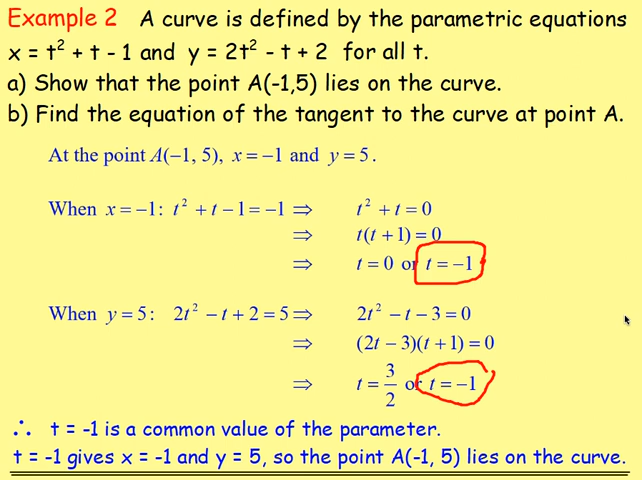 Example 2 A curve is defined by the parametric equations
x = t² + t - 1 and y = 2t² - t + 2 for all t.
a) Show that the point A(-1,5) lies on the curve.
b) Find the equation of the tangent to the curve at point A.
At the point A(−1, 5), x = −1 and y = 5.
When x = −1: t² + t − 1 = −1 ⇒ t² + t = 0
⇒ t(t + 1) = 0
⇒ t = 0 or t = −1
When y = 5: 2t² − t + 2 = 5 ⇒ 2t² − t − 3 = 0
⇒ (2t − 3)(t + 1) = 0
⇒ t = 3/2 or t = −1
∴ t = -1 is a common value of the parameter.
t = -1 gives x = -1 and y = 5, so the point A(-1, 5) lies on the curve.